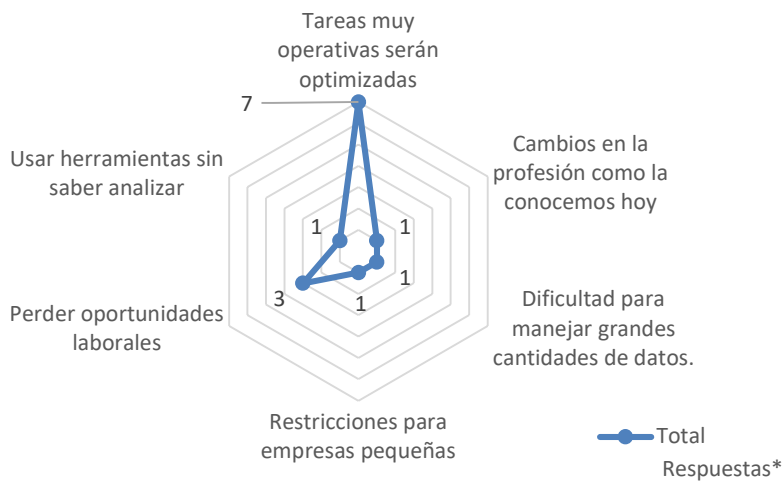 Tareas muy
operativas serán
optimizadas
7
Usar herramientas sin
saber analizar
Cambios en la
profesión como la
conocemos hoy
1
1
1
3
1
Perder oportunidades
laborales
Dificultad para
manejar grandes
cantidades de datos.
Restricciones para
empresas pequeñas
Total
Respuestas*